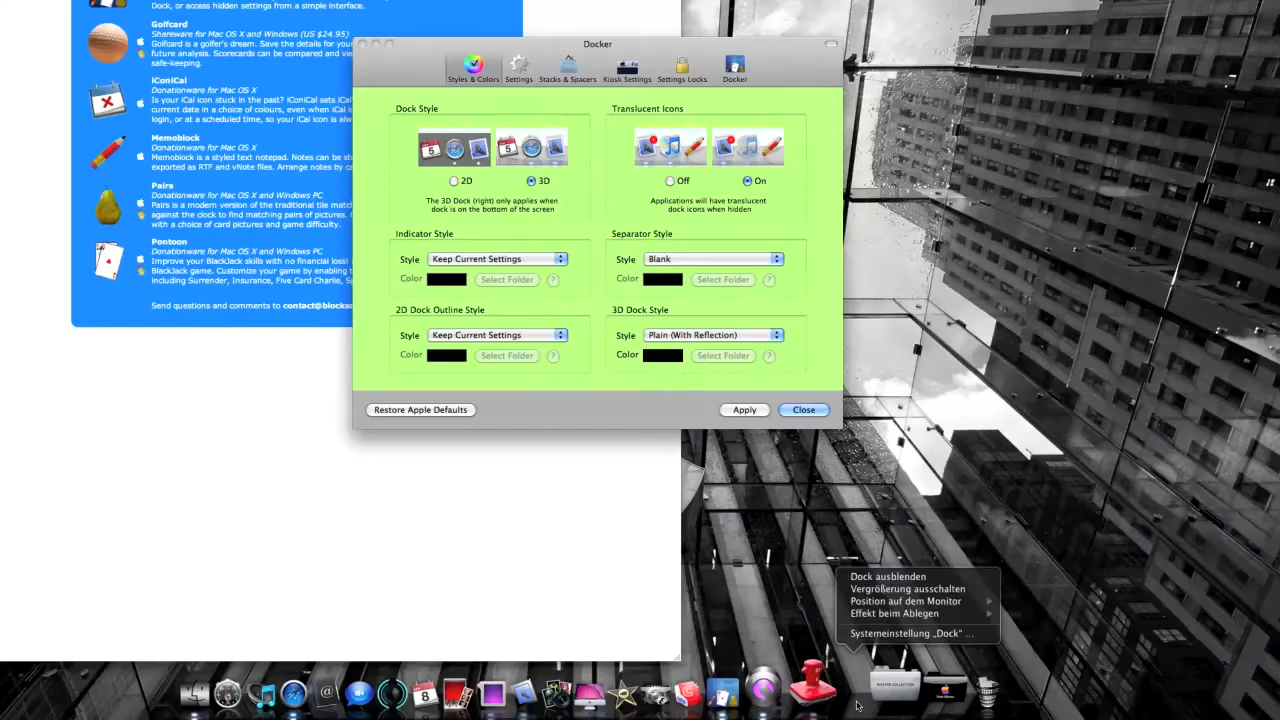 Dock, or access hidden settings from a simple interface.
Golfcard
Shareware for Mac OS X and Windows (US $24.95)
Golfcard is a golfer's dream. Save the details for your
future analysis. Scorecards can be compared and vie
safe-keeping.
iConiCal
Donationware for Mac OS X
Is your iCal icon stuck in the past? iConiCal sets iCal'
current date in a choice of colours, even when iCal i
login, or at a scheduled time, so your iCal icon is alw
Memoblock
Donationware for Mac OS X
Memoblock is a styled text notepad. Notes can be st
exported as RTF and vNote files. Arrange notes by ca
Pairs
Donationware for Mac OS X and Windows PC
Pairs is a modern version of the traditional tile match
against the clock to find matching pairs of pictures.
with a choice of card pictures and game difficulty.
Pontoon
Donationware for Mac OS X and Windows PC
Improve your BlackJack skills with no financial loss!
BlackJack game. Customize your game by enabling t
including Surrender, Insurance, Five Card Charlie, S
Send questions and comments to contact@blocks
Docker
Styles & Colors
Settings
Stacks & Spacers
Kiosk Settings
Settings Locks
Docker
Dock Style
2D
3D
The 3D Dock (right) only applies when
dock is on the bottom of the screen
Translucent Icons
Off
On
Applications will have translucent
dock icons when hidden
Indicator Style
Style Keep Current Settings
Color Select Folder ?
Separator Style
Style Blank
Color Select Folder ?
2D Dock Outline Style
Style Keep Current Settings
Color Select Folder ?
3D Dock Style
Style Plain (With Reflection)
Color Select Folder ?
Restore Apple Defaults
Apply
Close
Dock ausblenden
Vergrößerung ausschalten
Position auf dem Monitor
Effekt beim Ablegen
Systemeinstellung „Dock“ ...
8